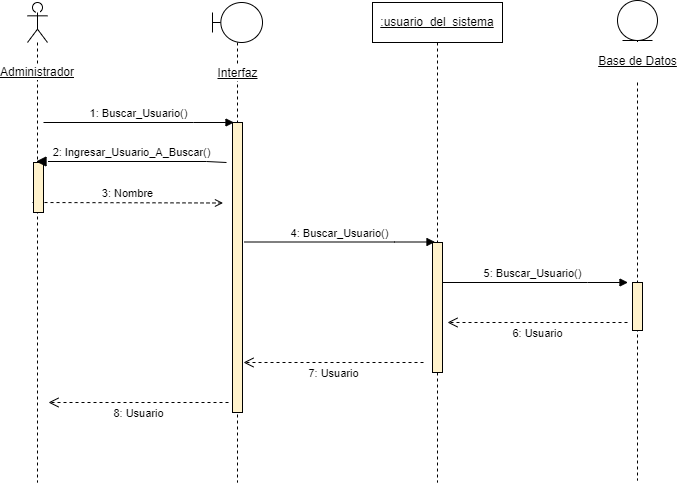 :usuario_del_sistema
Base de Datos
Administrador
Interfaz
1: Buscar_Usuario()
2: Ingresar_Usuario_A_Buscar()
3: Nombre
4: Buscar_Usuario()
5: Buscar_Usuario()
6: Usuario
7: Usuario
8: Usuario